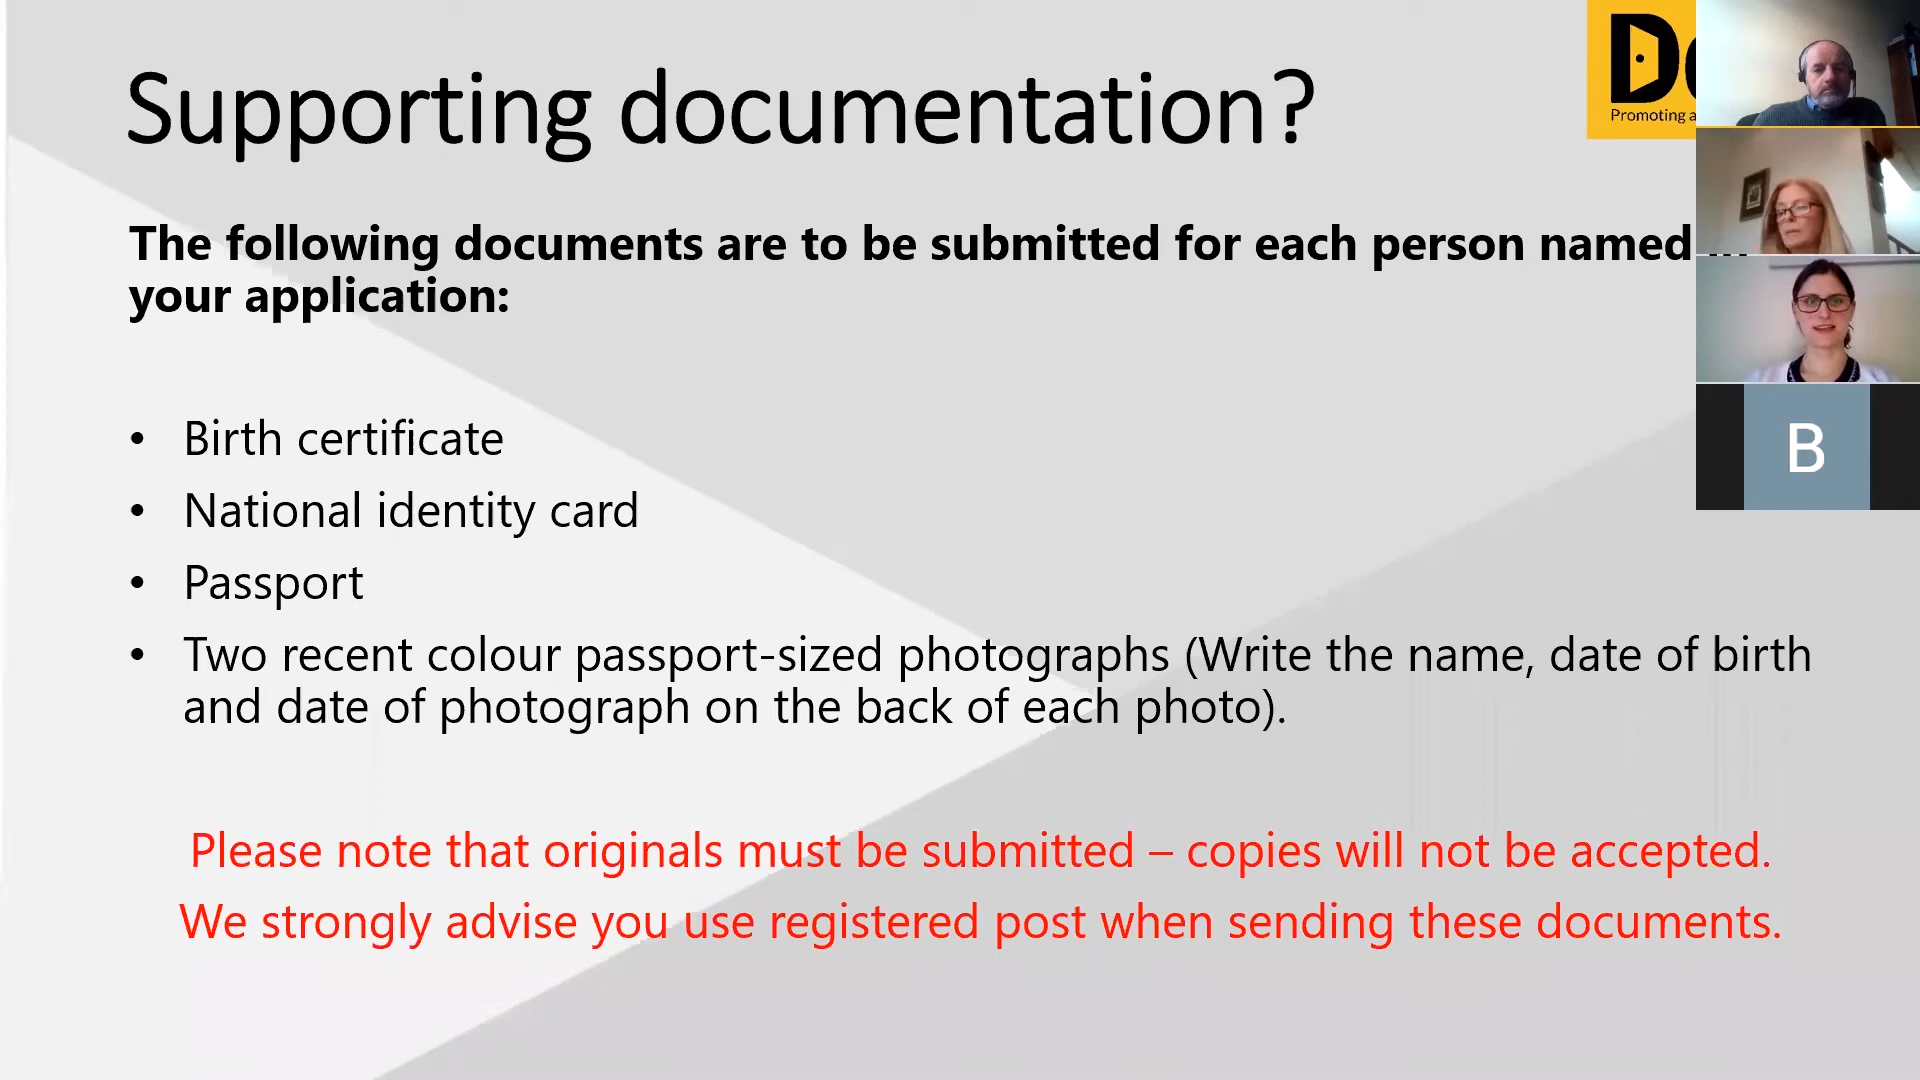 Supporting documentation?
Promoting
The following documents are to be submitted for each person named
your application:
• Birth certificate
• National identity card
• Passport
• Two recent colour passport-sized photographs (Write the name, date of birth
and date of photograph on the back of each photo).
Please note that originals must be submitted – copies will not be accepted.
We strongly advise you use registered post when sending these documents.
B